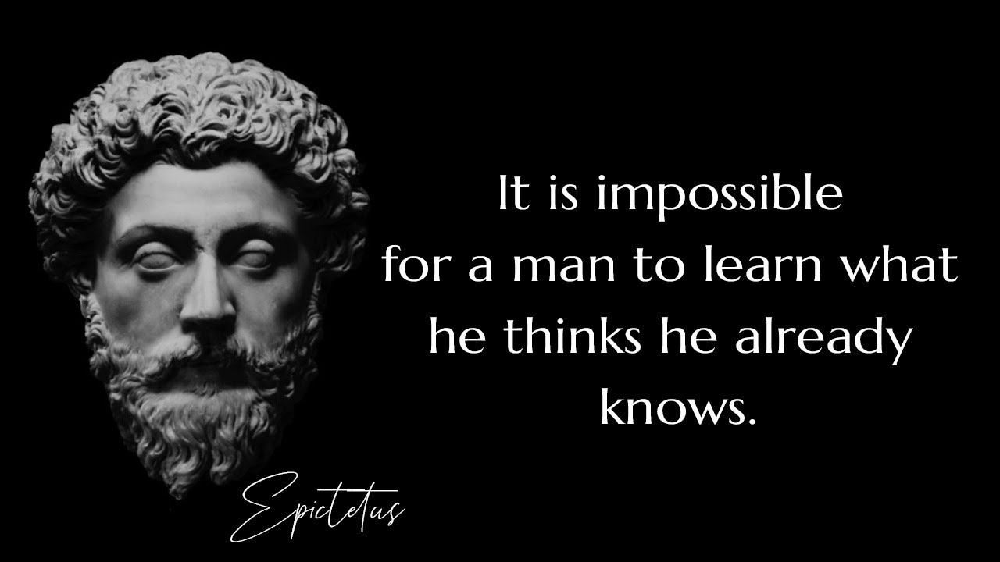 It is impossible
for a man to learn what
he thinks he already
knows.
Epictetus